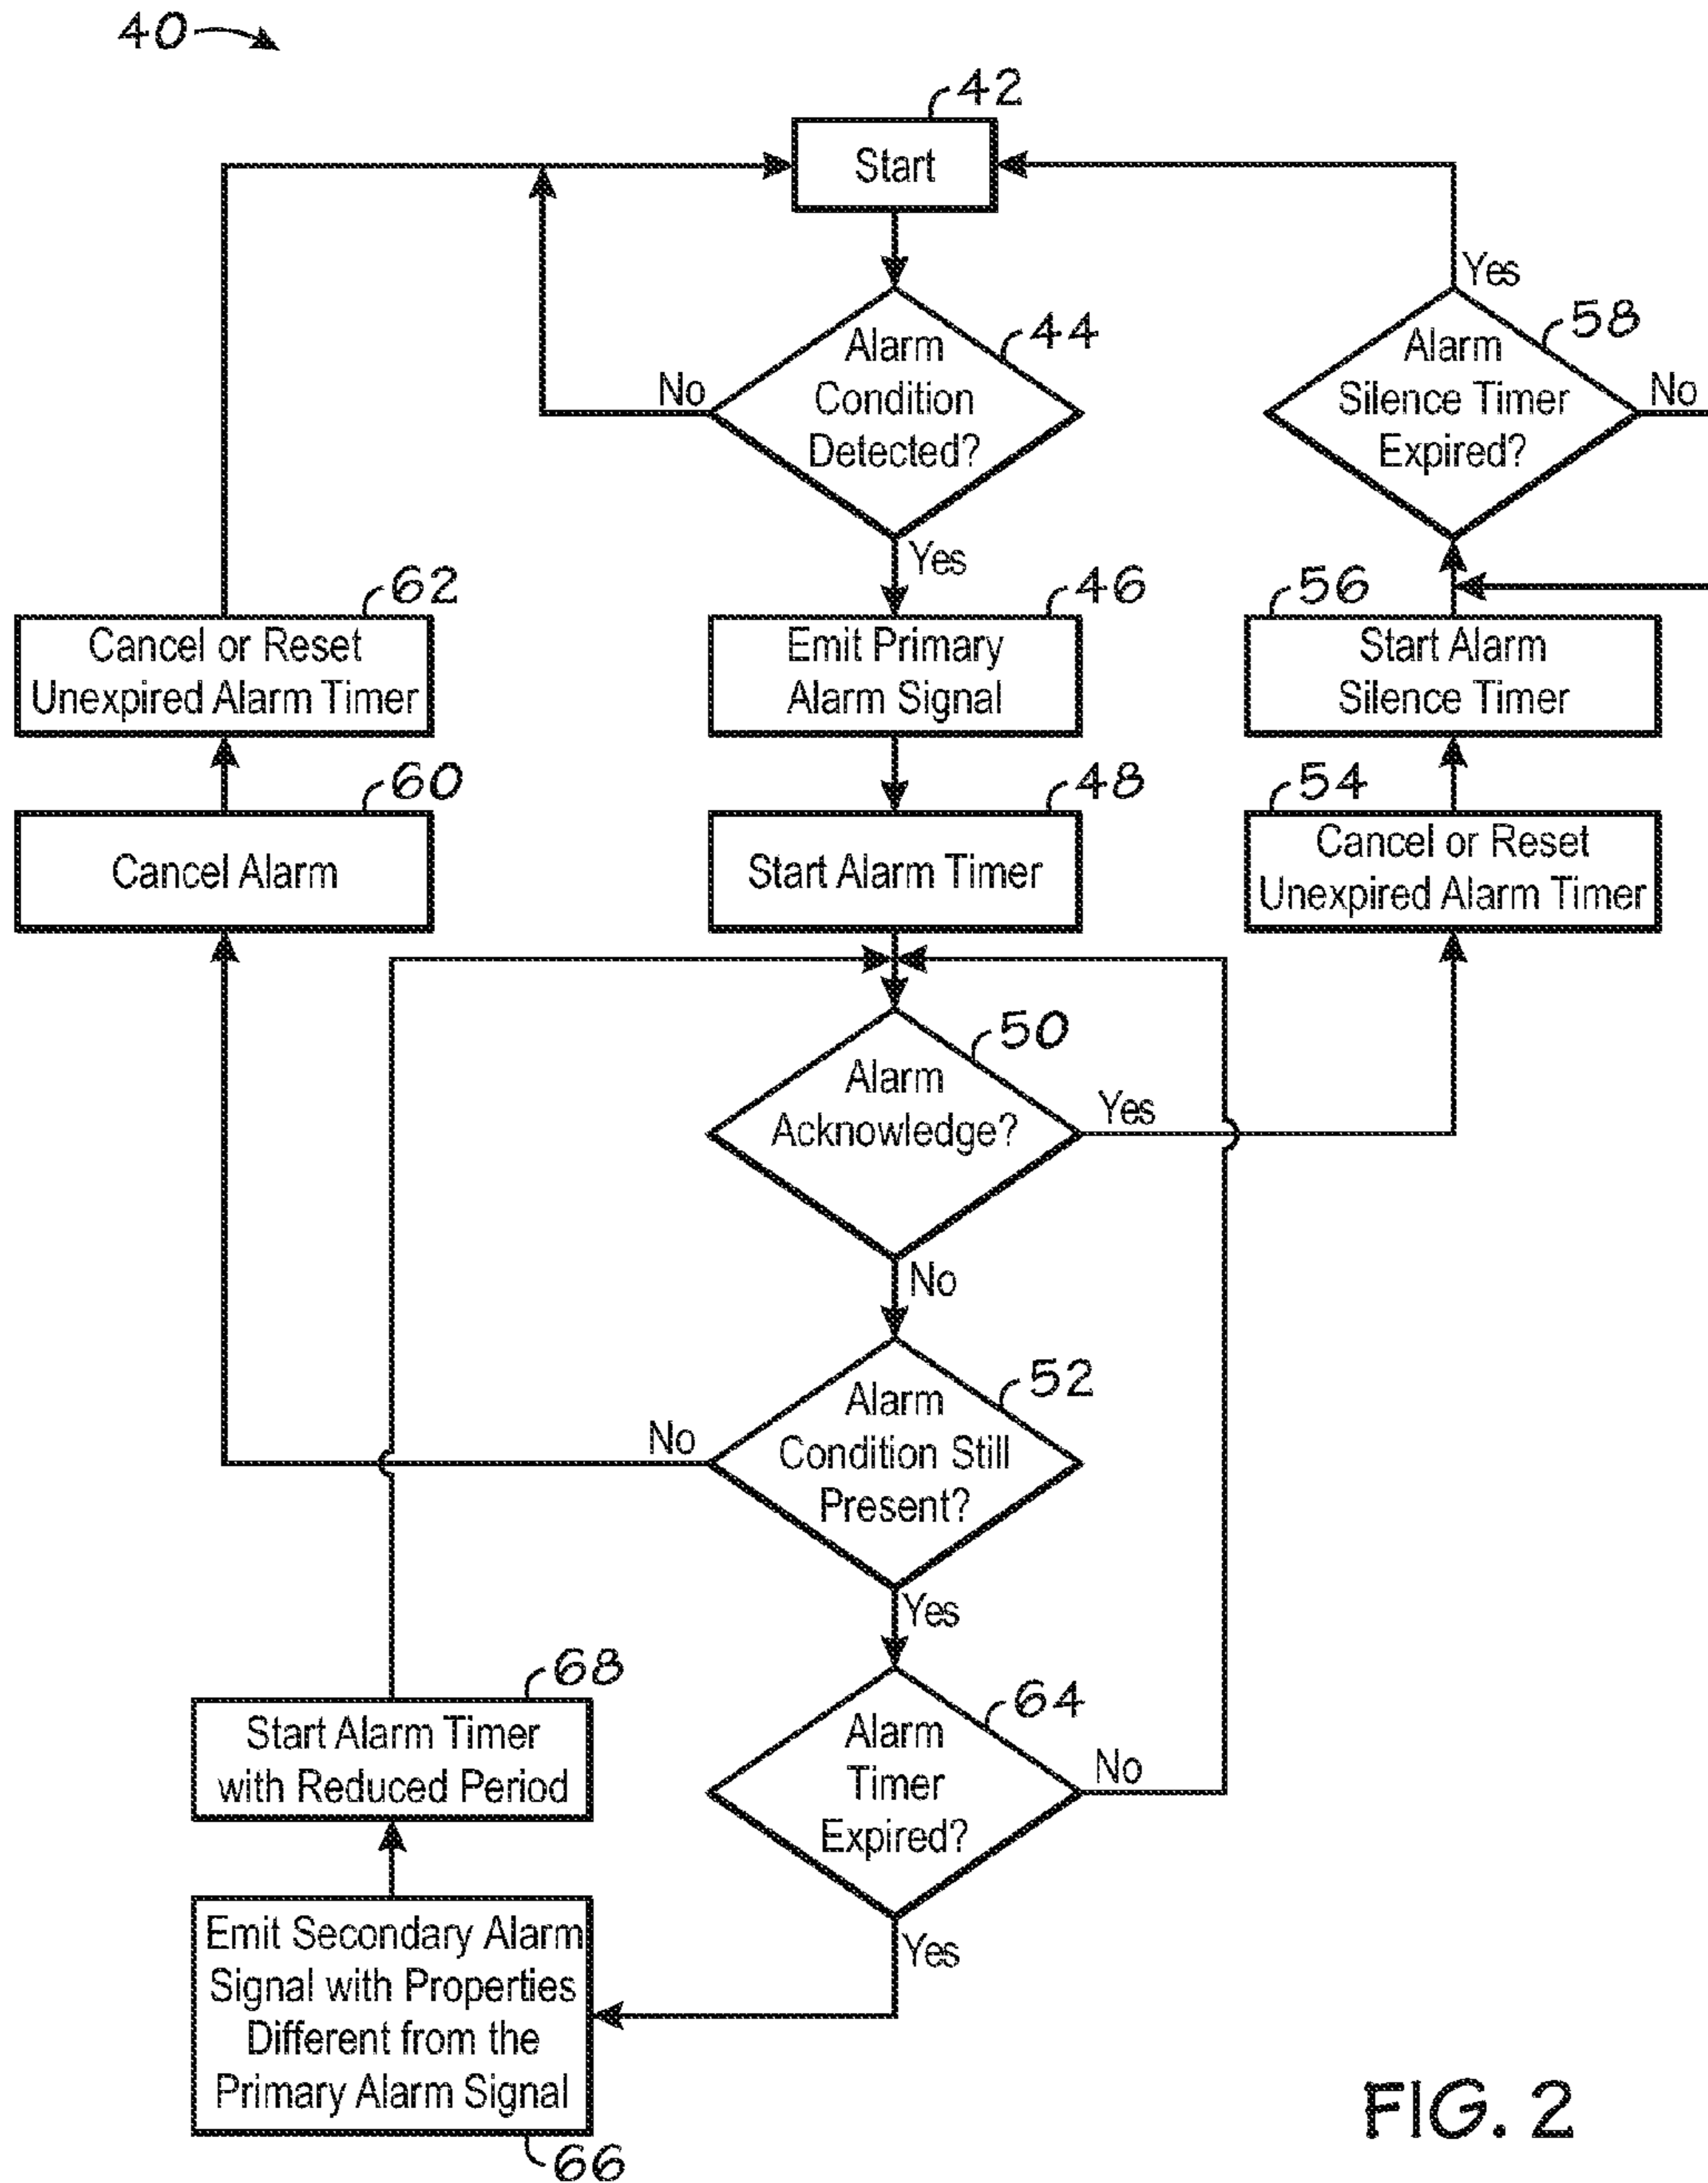 40
42
Start
44
Alarm
Condition
Detected?
No
Yes
58
Alarm
Silence Timer
Expired?
Yes
No
62
Cancel or Reset
Unexpired Alarm Timer
46
Emit Primary
Alarm Signal
56
Start Alarm
Silence Timer
60
Cancel Alarm
48
Start Alarm Timer
54
Cancel or Reset
Unexpired Alarm Timer
50
Alarm
Acknowledge?
Yes
No
52
Alarm
Condition Still
Present?
No
Yes
68
Start Alarm Timer
with Reduced Period
64
Alarm
Timer
Expired?
No
Yes
Emit Secondary Alarm
Signal with Properties
Different from the
Primary Alarm Signal
66
FIG. 2